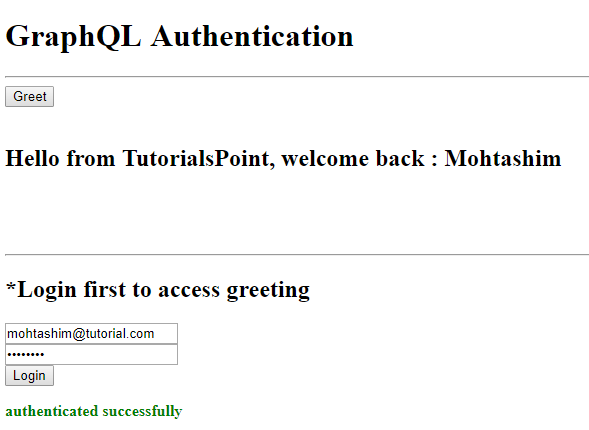 GraphQL Authentication
Greet
Hello from TutorialsPoint, welcome back : Mohtashim
*Login first to access greeting
mohtashim@tutorial.com
••••••••
Login
authenticated successfully